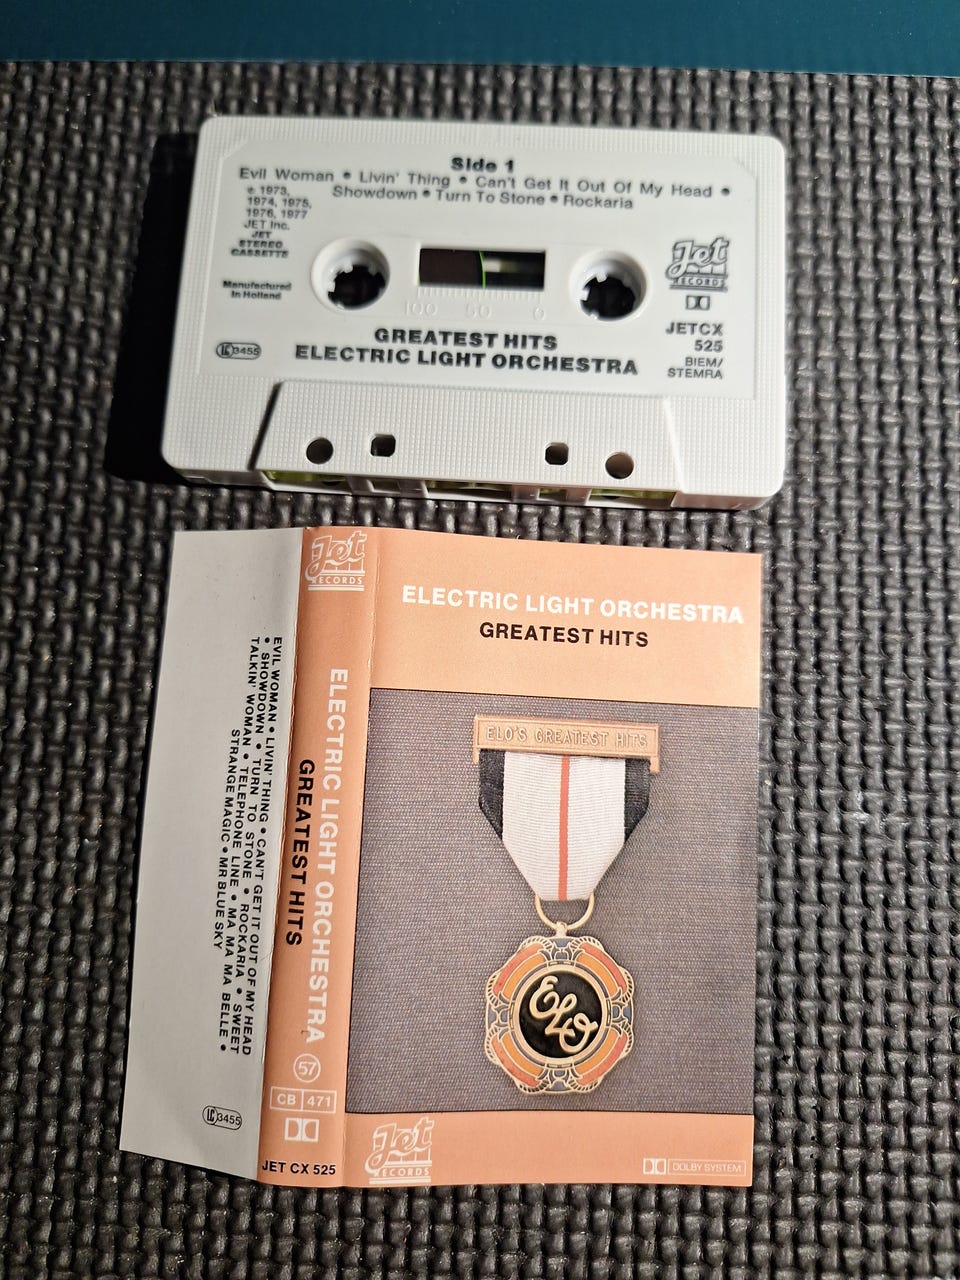 Side 1
Evil Woman • Livin' Thing • Can't Get It Out Of My Head •
Showdown • Turn To Stone • Rockaria
℗ 1973,
1974, 1975,
1976, 1977
JET Inc.
JET
STEREO
CASSETTE
Manufactured
In Holland
LC 3455
100 50 0
Jet
RECORDS
JETCX
525
BIEM/
STEMRA
GREATEST HITS
ELECTRIC LIGHT ORCHESTRA
EVIL WOMAN • LIVIN' THING • CAN'T GET IT OUT OF MY HEAD
• SHOWDOWN • TURN TO STONE • ROCKARIA • SWEET
TALKIN' WOMAN • TELEPHONE LINE • MA MA MA BELLE •
STRANGE MAGIC • MR BLUE SKY
LC 3455
Jet
RECORDS
ELECTRIC LIGHT ORCHESTRA
GREATEST HITS
57
CB 471
JET CX 525
ELECTRIC LIGHT ORCHESTRA
GREATEST HITS
ELO'S GREATEST HITS
ELO
Jet
RECORDS
DOLBY SYSTEM